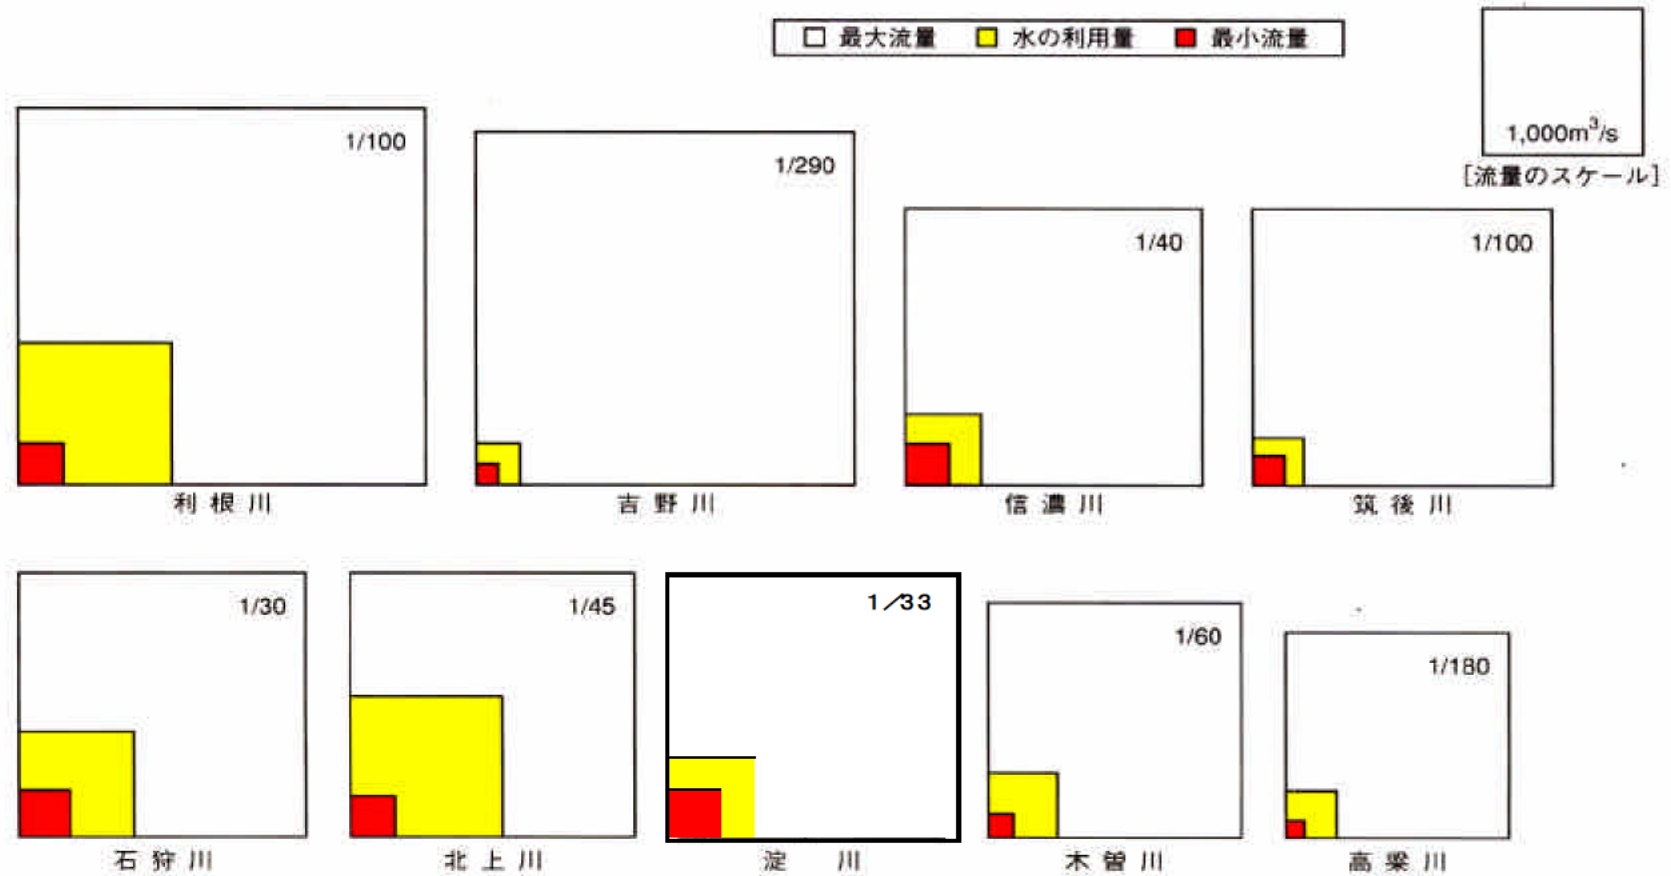 最大流量 水の利用量 最小流量
1,000m³/s
[流量のスケール]
1/100
1/290
1/40
1/100
利根川
吉野川
信濃川
筑後川
1/30
1/45
1/33
1/60
1/180
石狩川
北上川
淀川
木曽川
高梁川